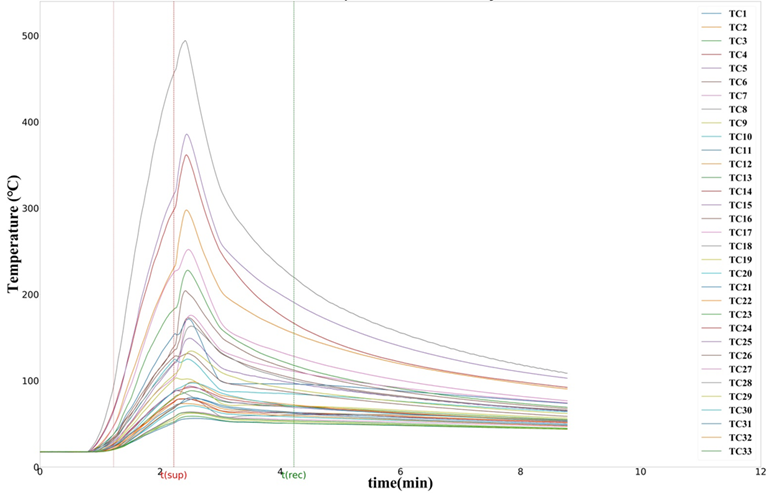 500
400
300
200
100
0
Temperature (℃)
0
2
4
6
8
10
12
t(sup)
t(rec)
time(min)
TC1
TC2
TC3
TC4
TC5
TC6
TC7
TC8
TC9
TC10
TC11
TC12
TC13
TC14
TC15
TC16
TC17
TC18
TC19
TC20
TC21
TC22
TC23
TC24
TC25
TC26
TC27
TC28
TC29
TC30
TC31
TC32
TC33